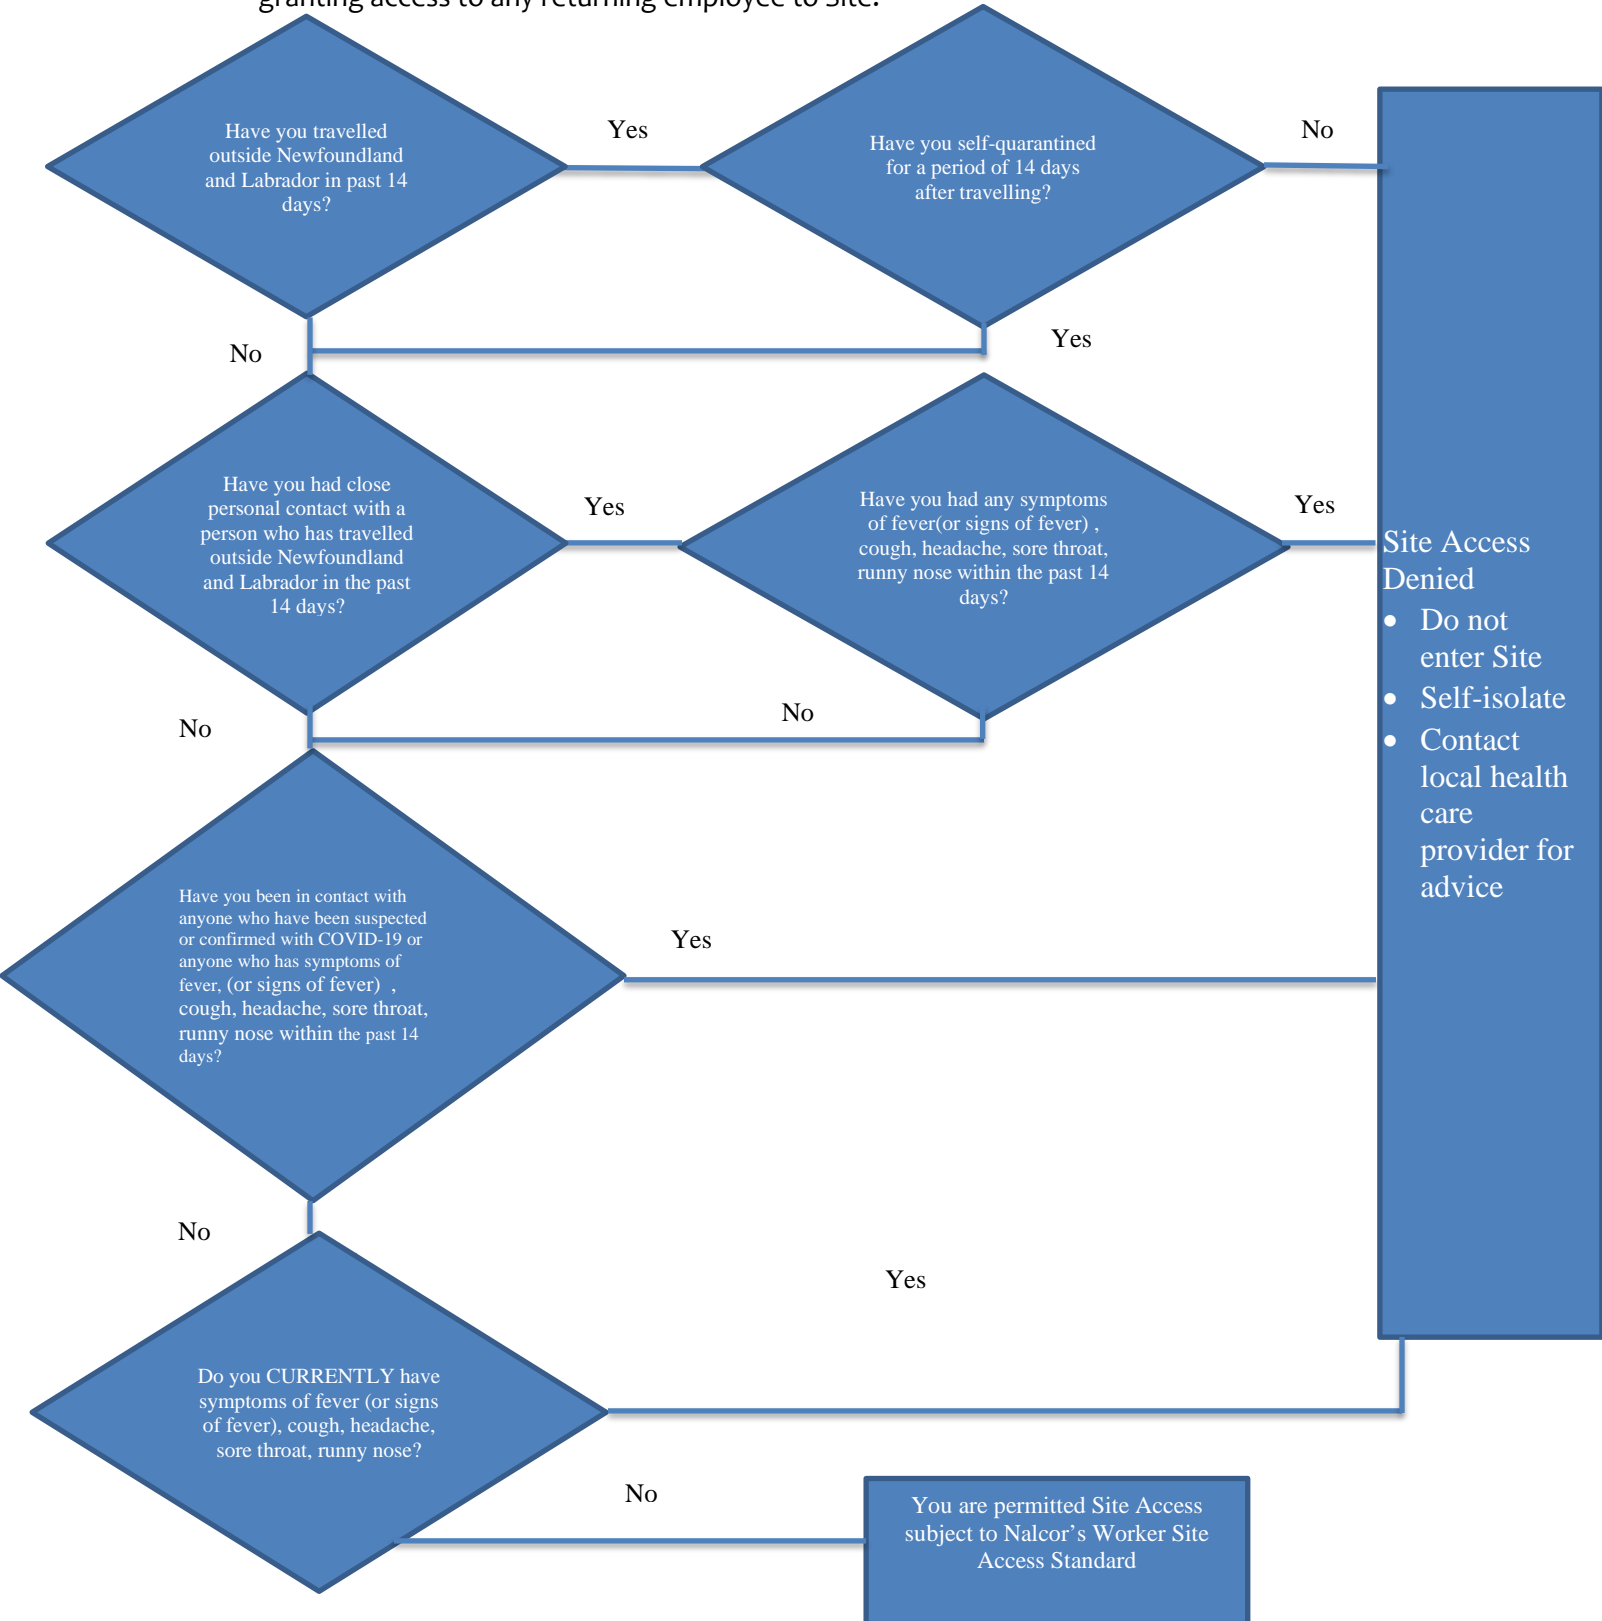 granting access to any returning employee to Site.
Have you travelled
outside Newfoundland
and Labrador in past 14
days?
Yes
Have you self-quarantined
for a period of 14 days
after travelling?
No
No
Yes
Have you had close
personal contact with a
person who has travelled
outside Newfoundland
and Labrador in the past
14 days?
Yes
Have you had any symptoms
of fever(or signs of fever) ,
cough, headache, sore throat,
runny nose within the past 14
days?
Yes
Site Access
Denied
• Do not
enter Site
• Self-isolate
• Contact
local health
care
provider for
advice
No
No
Have you been in contact with
anyone who have been suspected
or confirmed with COVID-19 or
anyone who has symptoms of
fever, (or signs of fever) ,
cough, headache, sore throat,
runny nose within the past 14
days?
Yes
No
Yes
Do you CURRENTLY have
symptoms of fever (or signs
of fever), cough, headache,
sore throat, runny nose?
No
You are permitted Site Access
subject to Nalcor’s Worker Site
Access Standard